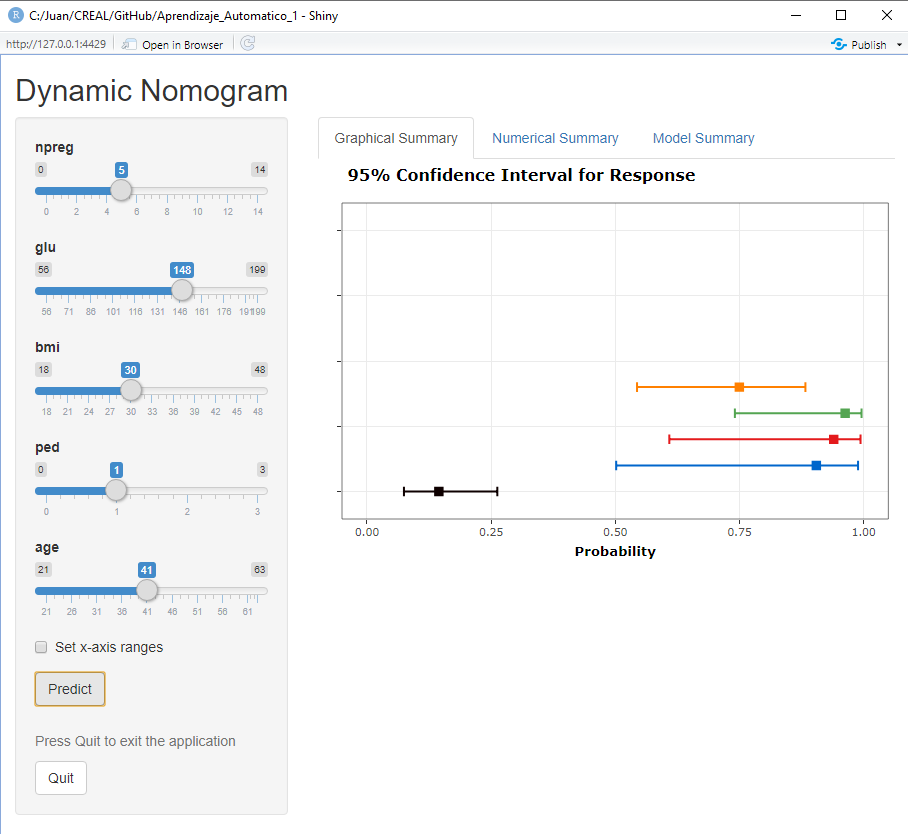 C:/Juan/CREAL/GitHub/Aprendizaje_Automatico_1 - Shiny
http://127.0.0.1:4429 Open in Browser Publish
Dynamic Nomogram
npreg
0 5 14
0 2 4 6 8 10 12 14
glu
56 148 199
56 71 86 101 116 131 146 161 176 191 199
bmi
18 30 48
18 21 24 27 30 33 36 39 42 45 48
ped
0 1 3
0 1 2 3
age
21 41 63
21 26 31 36 41 46 51 56 61
Set x-axis ranges
Predict
Press Quit to exit the application
Quit
Graphical Summary Numerical Summary Model Summary
95% Confidence Interval for Response
0.00 0.25 0.50 0.75 1.00
Probability